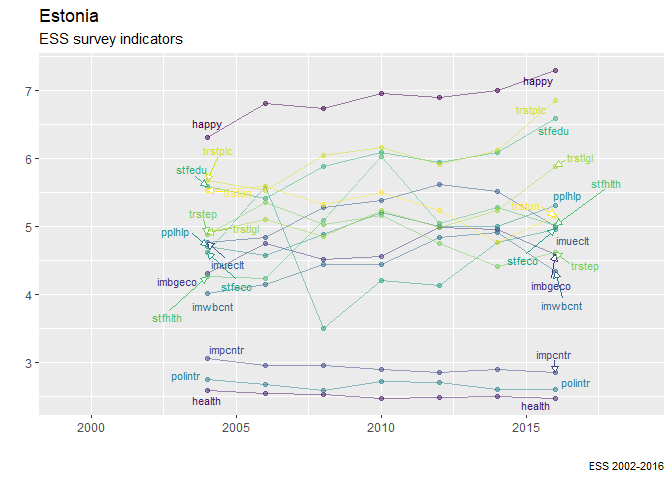 Estonia
ESS survey indicators
7
6
5
4
3
happy
trstplc
stfedu
trstun
trstep
trstlgl
pplhlp
imueclt
imbgeco
stfeco
imwbcnt
stfhlth
impcntr
polintr
health
happy
trstplc
stfedu
trstlgl
stfhlth
pplhlp
trstun
imueclt
stfeco
trstep
imbgeco
imwbcnt
impcntr
polintr
health
2000
2005
2010
2015
ESS 2002-2016